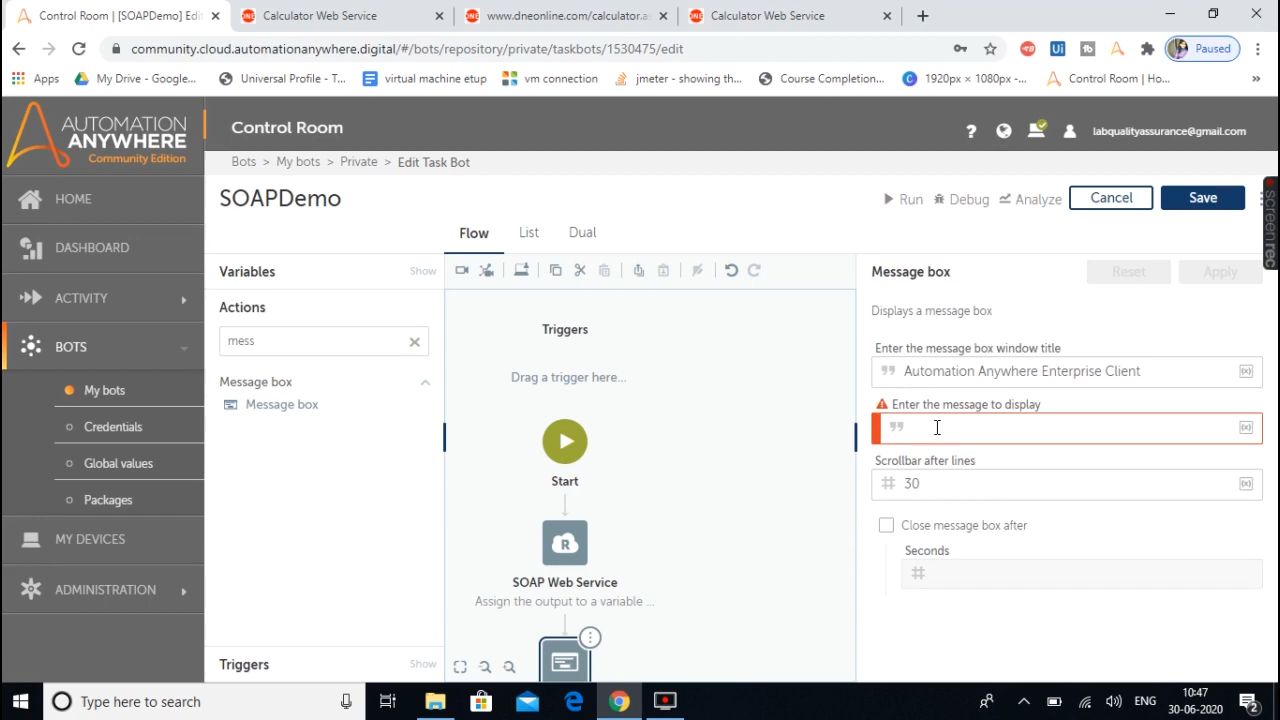 Control Room | [SOAPDemo] Edit
Calculator Web Service
www.dneonline.com/calculator.as
Calculator Web Service
community.cloud.automationanywhere.digital/#/bots/repository/private/taskbots/1530475/edit
Paused
Apps
My Drive - Google...
Universal Profile - T...
virtual machine etup
vm connection
jmeter - showing th...
Course Completion...
1920px × 1080px -...
Control Room | Ho...
AUTOMATION
ANYWHERE
Community Edition
Control Room
labqualityassurance@gmail.com
Bots > My bots > Private > Edit Task Bot
HOME
DASHBOARD
ACTIVITY
BOTS
My bots
Credentials
Global values
Packages
MY DEVICES
ADMINISTRATION
SOAPDemo
Run
Debug
Analyze
Cancel
Save
Flow
List
Dual
Variables
Show
Actions
mess
Message box
Message box
Triggers
Show
Triggers
Drag a trigger here...
Start
R
SOAP Web Service
Assign the output to a variable ...
Message box
Reset
Apply
Displays a message box
Enter the message box window title
Automation Anywhere Enterprise Client
(x)
Enter the message to display
(x)
Scrollbar after lines
# 30
(x)
Close message box after
Seconds
#
screenrec
Type here to search
ENG
10:47
30-06-2020
2